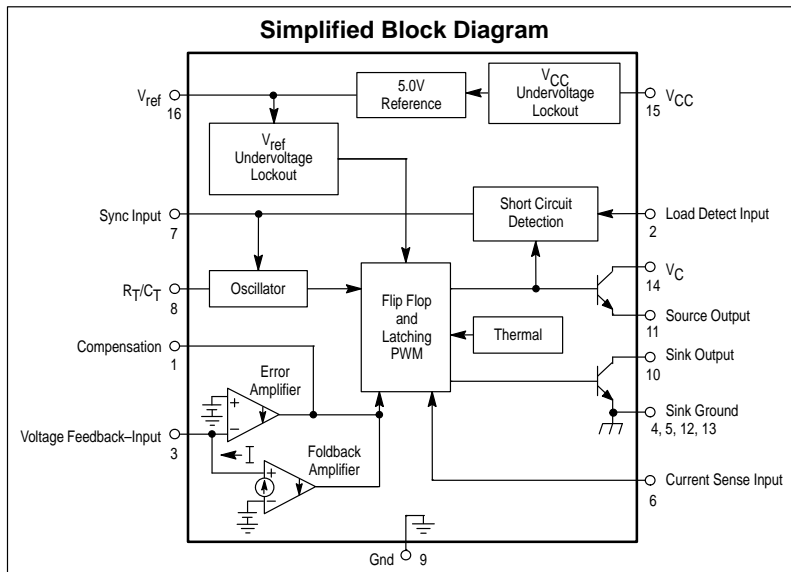 Simplified Block Diagram
Vref
16
5.0V
Reference
VCC
Undervoltage
Lockout
VCC
15
Vref
Undervoltage
Lockout
Sync Input
7
Short Circuit
Detection
Load Detect Input
2
RT/CT
8
Oscillator
Flip Flop
and
Latching
PWM
VC
14
Thermal
Source Output
11
Compensation
1
Sink Output
10
Error
Amplifier
+
–
Sink Ground
4, 5, 12, 13
Voltage Feedback–Input
3
I
Foldback
Amplifier
+
–
Current Sense Input
6
Gnd
9